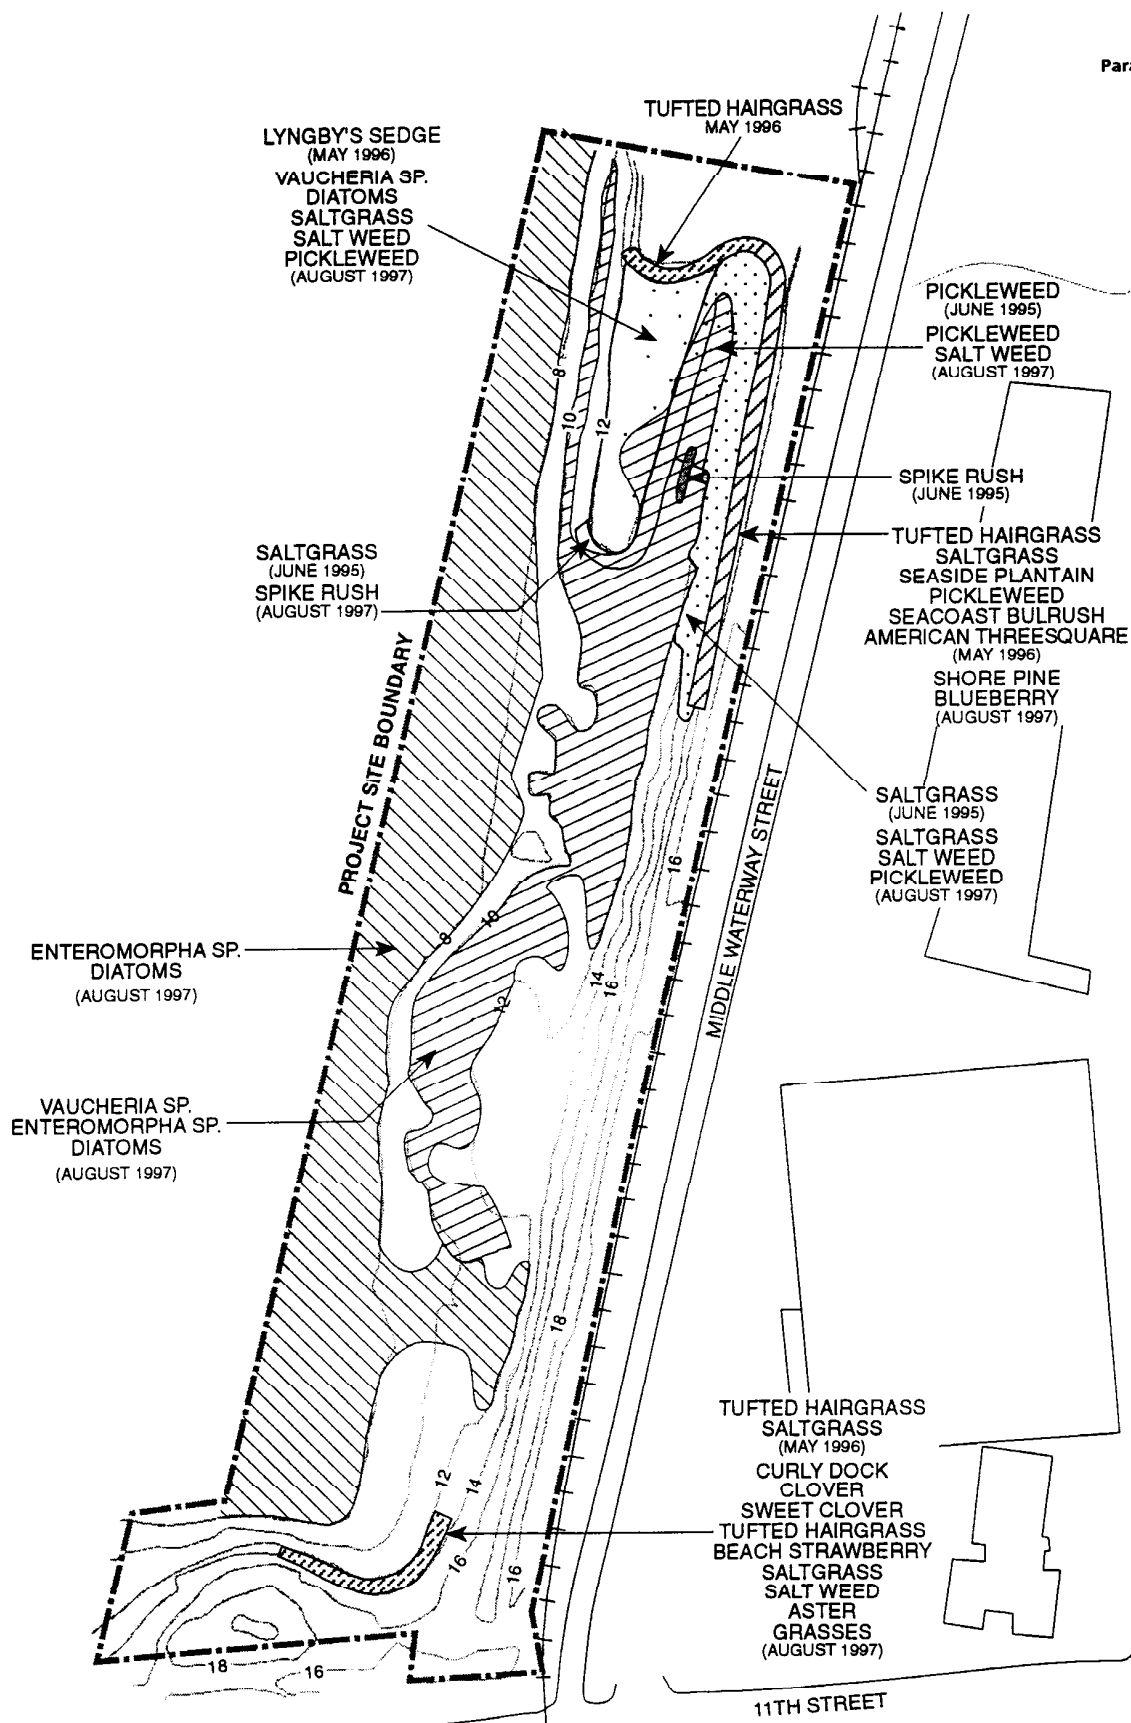 Para
TUFTED HAIRGRASS
MAY 1996
LYNGBY'S SEDGE
(MAY 1996)
VAUCHERIA SP.
DIATOMS
SALTGRASS
SALT WEED
PICKLEWEED
(AUGUST 1997)
PICKLEWEED
(JUNE 1995)
PICKLEWEED
SALT WEED
(AUGUST 1997)
8
10
12
SPIKE RUSH
(JUNE 1995)
TUFTED HAIRGRASS
SALTGRASS
SEASIDE PLANTAIN
PICKLEWEED
SEACOAST BULRUSH
AMERICAN THREESQUARE
(MAY 1996)
SHORE PINE
BLUEBERRY
(AUGUST 1997)
SALTGRASS
(JUNE 1995)
SPIKE RUSH
(AUGUST 1997)
PROJECT SITE BOUNDARY
MIDDLE WATERWAY STREET
SALTGRASS
(JUNE 1995)
SALTGRASS
SALT WEED
PICKLEWEED
(AUGUST 1997)
16
10
8
ENTEROMORPHA SP.
DIATOMS
(AUGUST 1997)
14
16
12
VAUCHERIA SP.
ENTEROMORPHA SP.
DIATOMS
(AUGUST 1997)
18
TUFTED HAIRGRASS
SALTGRASS
(MAY 1996)
CURLY DOCK
CLOVER
SWEET CLOVER
TUFTED HAIRGRASS
BEACH STRAWBERRY
SALTGRASS
SALT WEED
ASTER
GRASSES
(AUGUST 1997)
12
14
16
16
18
16
11TH STREET